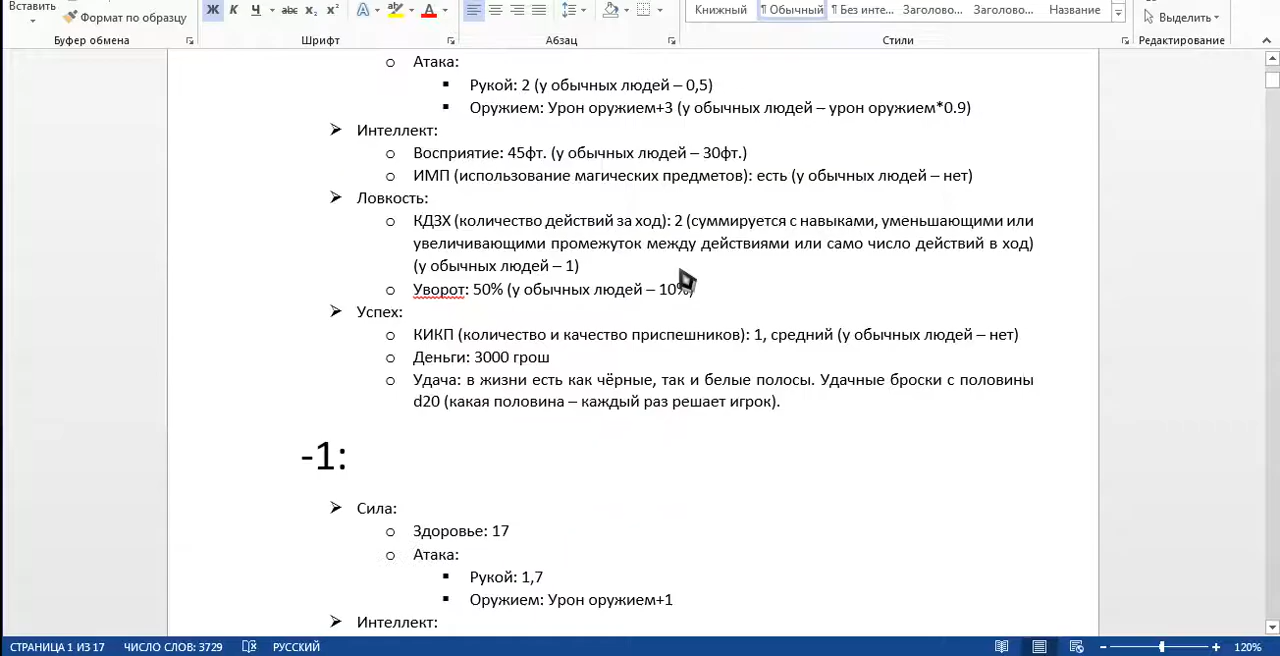 Вставить
Формат по образцу
Ж К Ч abc x₂ x² A A
Книжный ¶ Обычный ¶ Без инте... Заголово... Заголово... Название
Выделить
Буфер обмена Шрифт Абзац Стили Редактирование
o Атака:
▪ Рукой: 2 (у обычных людей – 0,5)
▪ Оружием: Урон оружием+3 (у обычных людей – урон оружием*0.9)
➢ Интеллект:
o Восприятие: 45фт. (у обычных людей – 30фт.)
o ИМП (использование магических предметов): есть (у обычных людей – нет)
➢ Ловкость:
o КДЗХ (количество действий за ход): 2 (суммируется с навыками, уменьшающими или
увеличивающими промежуток между действиями или само число действий в ход)
(у обычных людей – 1)
o Уворот: 50% (у обычных людей – 10%)
➢ Успех:
o КИКП (количество и качество приспешников): 1, средний (у обычных людей – нет)
o Деньги: 3000 грош
o Удача: в жизни есть как чёрные, так и белые полосы. Удачные броски с половины
d20 (какая половина – каждый раз решает игрок).
-1:
➢ Сила:
o Здоровье: 17
o Атака:
▪ Рукой: 1,7
▪ Оружием: Урон оружием+1
➢ Интеллект:
СТРАНИЦА 1 ИЗ 17 ЧИСЛО СЛОВ: 3729 РУССКИЙ 120%